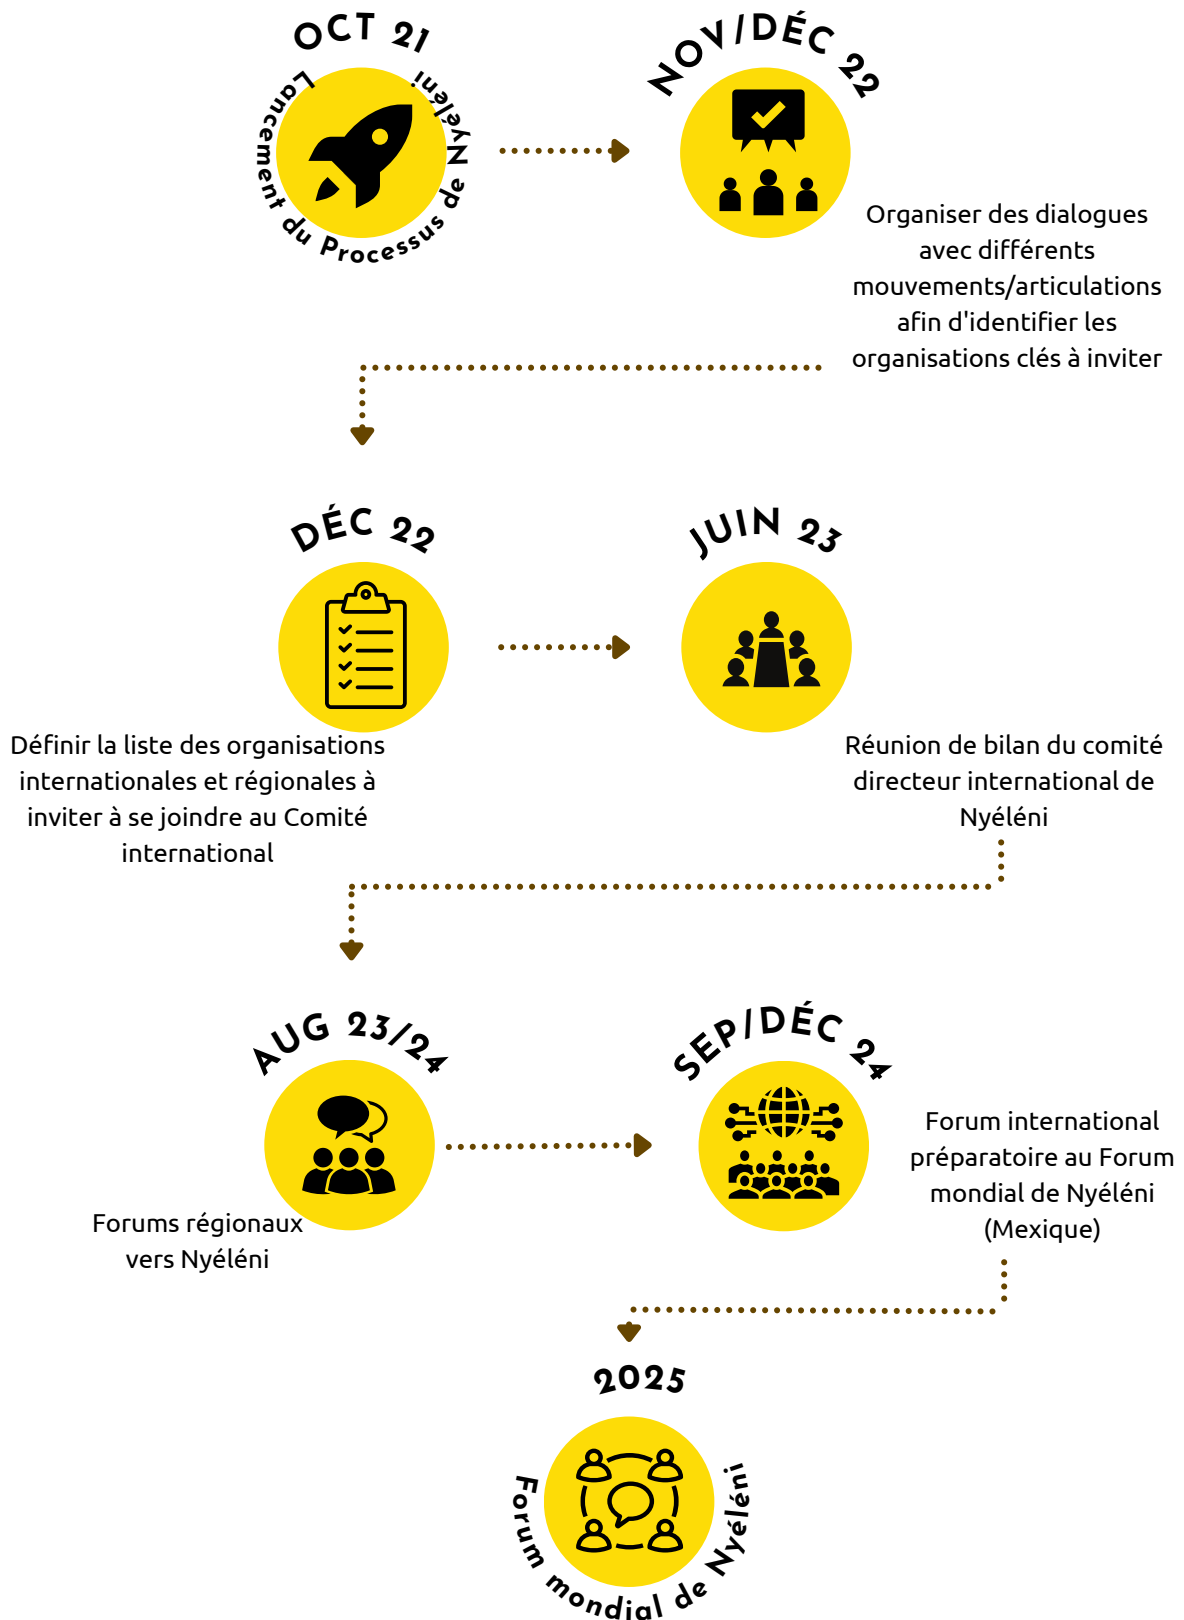 OCT 21
Lancement du Processus de Nyéléni
NOV/DÉC 22
Organiser des dialogues
avec différents
mouvements/articulations
afin d'identifier les
organisations clés à inviter
DÉC 22
Définir la liste des organisations
internationales et régionales à
inviter à se joindre au Comité
international
JUIN 23
Réunion de bilan du comité
directeur international de
Nyéléni
AUG 23/24
Forums régionaux
vers Nyéléni
SEP/DÉC 24
Forum international
préparatoire au Forum
mondial de Nyéléni
(Mexique)
2025
Forum mondial de Nyéléni